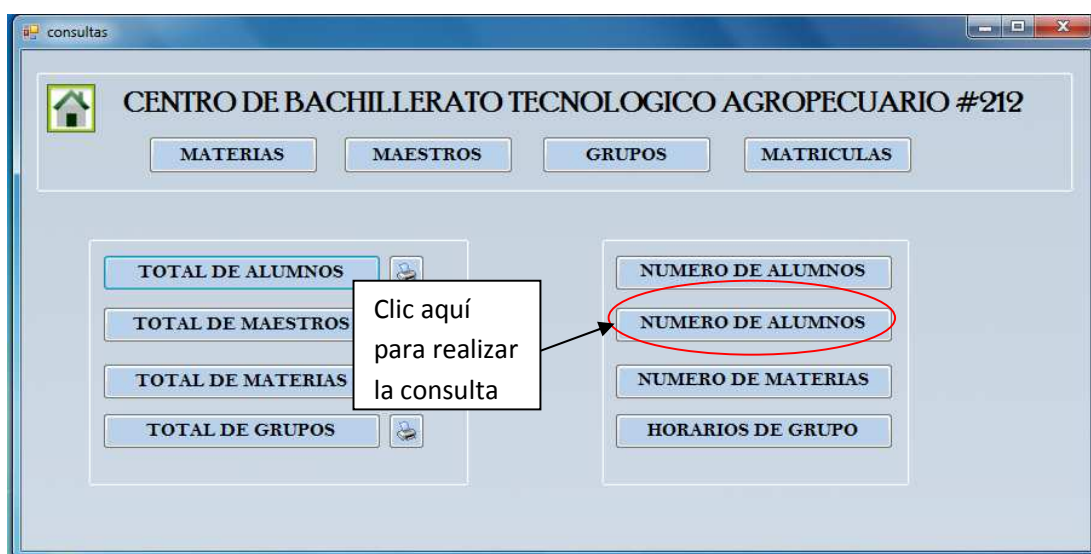 consultas
CENTRO DE BACHILLERATO TECNOLOGICO AGROPECUARIO #212
MATERIAS
MAESTROS
GRUPOS
MATRICULAS
TOTAL DE ALUMNOS
TOTAL DE MAESTROS
TOTAL DE MATERIAS
TOTAL DE GRUPOS
Clic aquí
para realizar
la consulta
NUMERO DE ALUMNOS
NUMERO DE ALUMNOS
NUMERO DE MATERIAS
HORARIOS DE GRUPO